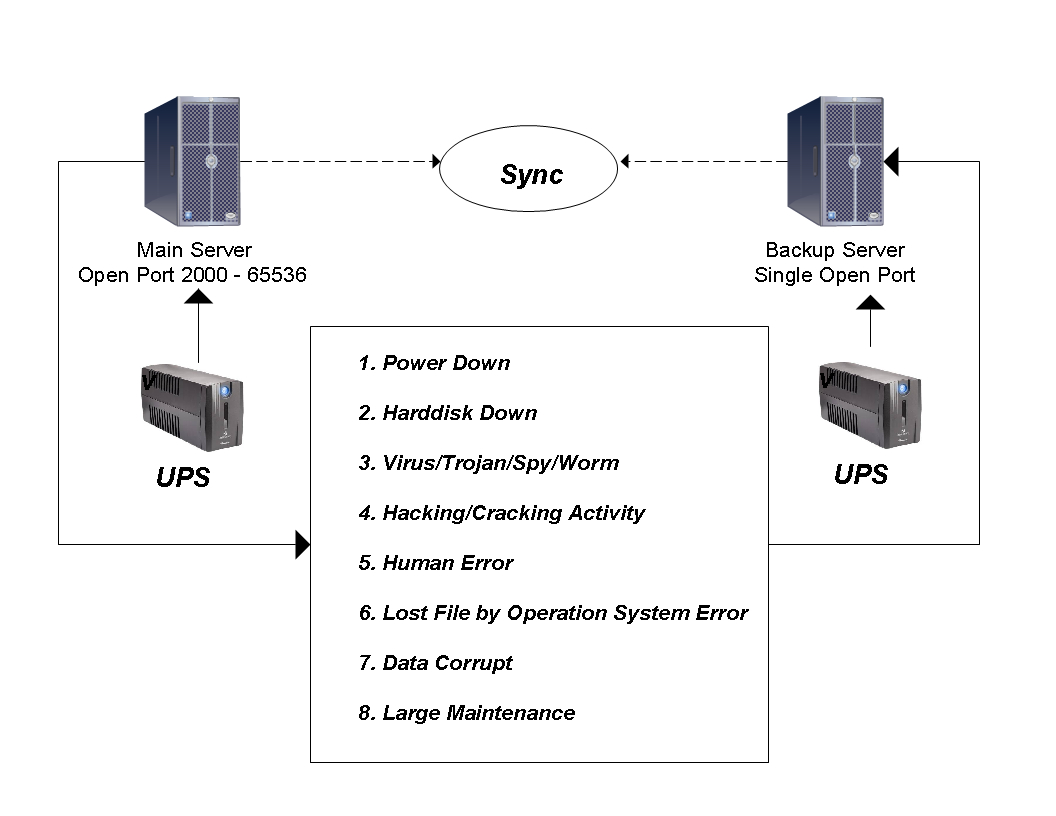 Sync
Main Server
Open Port 2000 - 65536
Backup Server
Single Open Port
UPS
1. Power Down
2. Harddisk Down
3. Virus/Trojan/Spy/Worm
4. Hacking/Cracking Activity
5. Human Error
6. Lost File by Operation System Error
7. Data Corrupt
8. Large Maintenance
UPS